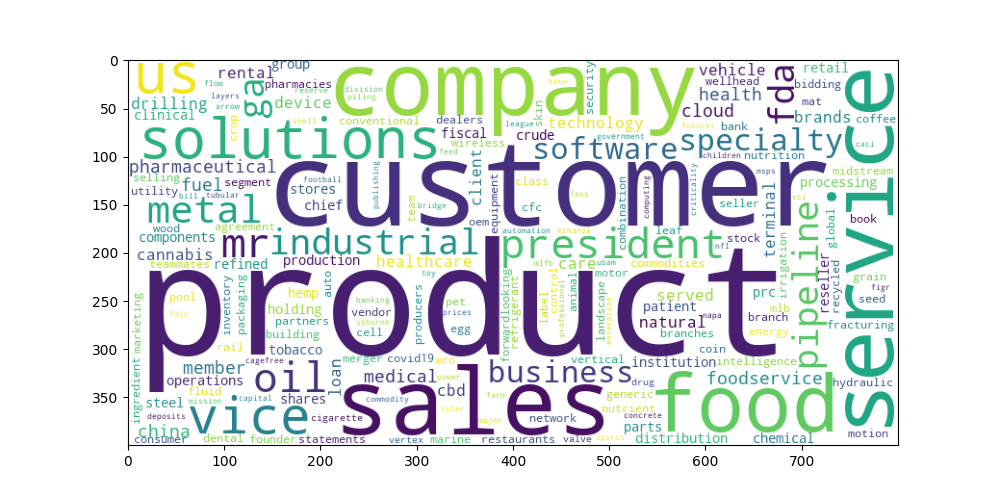 0
50
100
150
200
250
300
350
0 100 200 300 400 500 600 700
us
rental
group
pharmacies
flow
layers
reserve
division
pilling
company
kane
security
vehicle
wellhead
health
fda
retail
bidding
mat
drilling
clinical
arrow
ga
device
shell
conventional
dealers
league
skin
technology
cloud
futures
bank
brands
coffee
service
crop
solutions
fiscal
wireless
crude
government
software
specialty
caci
pharmaceutical
feed
children
nutrition
msps
midstream
selling
utility
fuel
bill
segment
tubular
football
stores
chief
publishing
customer
client
class
fans
computing
criticality
processing
ecs
metal
wood
agreement
team
bridge
oem
equipment
cfc
combination
leaf
seller
terminal
book
components
mr
industrial
automation
ethanol
president
nfl
stock
global
cannabis
production
healthcare
mlfb
care
ubam
commodities
teammates
refined
auto
toy
motor
irrigation
pipeline
reseller
recycled
grain
figr
seed
marketing
pool
fdic
inventory
packaging
hemp
holding
partners
building
product
banking
vendor
usborne
cell
producers
pet
prices
egg
forwardlooking
refrigerant
label
control
professional
animal
landscape
enterprise
served
patient
natural
napa
branches
prc
branch
mlb
energy
fracturing
rail
tobacco
cagefree
merger
covid19
mro
vertical
institution
coin
intelligence
member
operations
oil
loan
medical
power
business
drug
foodservice
hydraulic
ingredient
fluid
mission
capital
shares
commodity
cbd
farm
generic
nutrient
food
steel
deposits
vice
cigarette
sales
cyber
major
network
concrete
parts
china
motion
consumer
dental
founder
statements
vertex
marine
restaurants
valve
sports
distribution
chemical